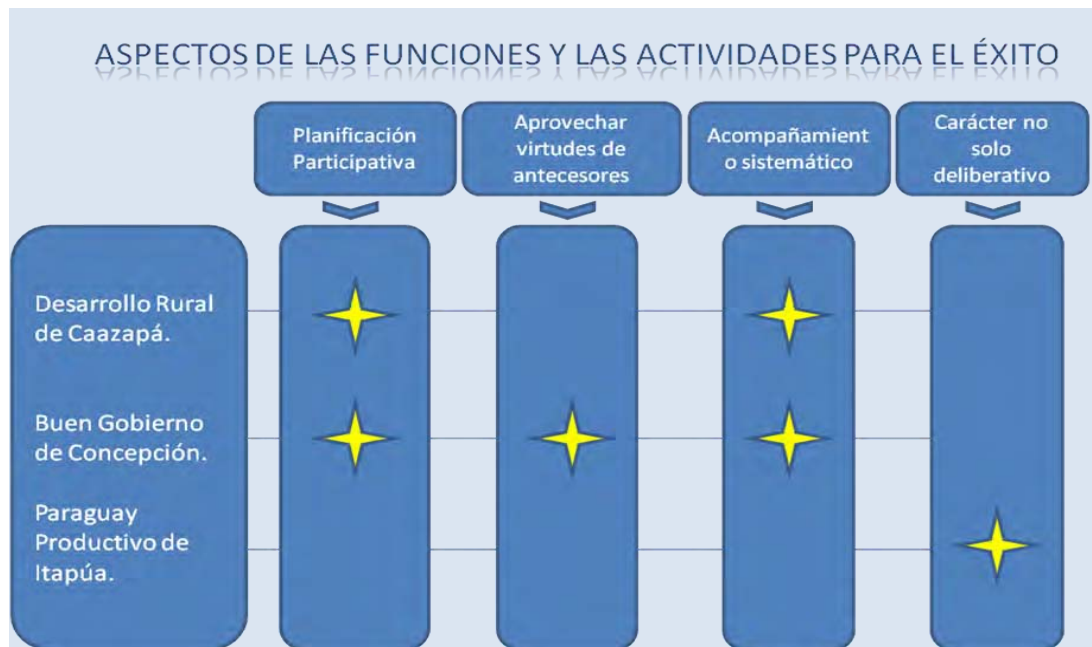 ASPECTOS DE LAS FUNCIONES Y LAS ACTIVIDADES PARA EL ÉXITO
Planificación
Participativa
Aprovechar
virtudes de
antecesores
Acompañamient
o sistemático
Carácter no
solo
deliberativo
Desarrollo Rural
de Caazapá.
Buen Gobierno
de Concepción.
Paraguay
Productivo de
Itapúa.